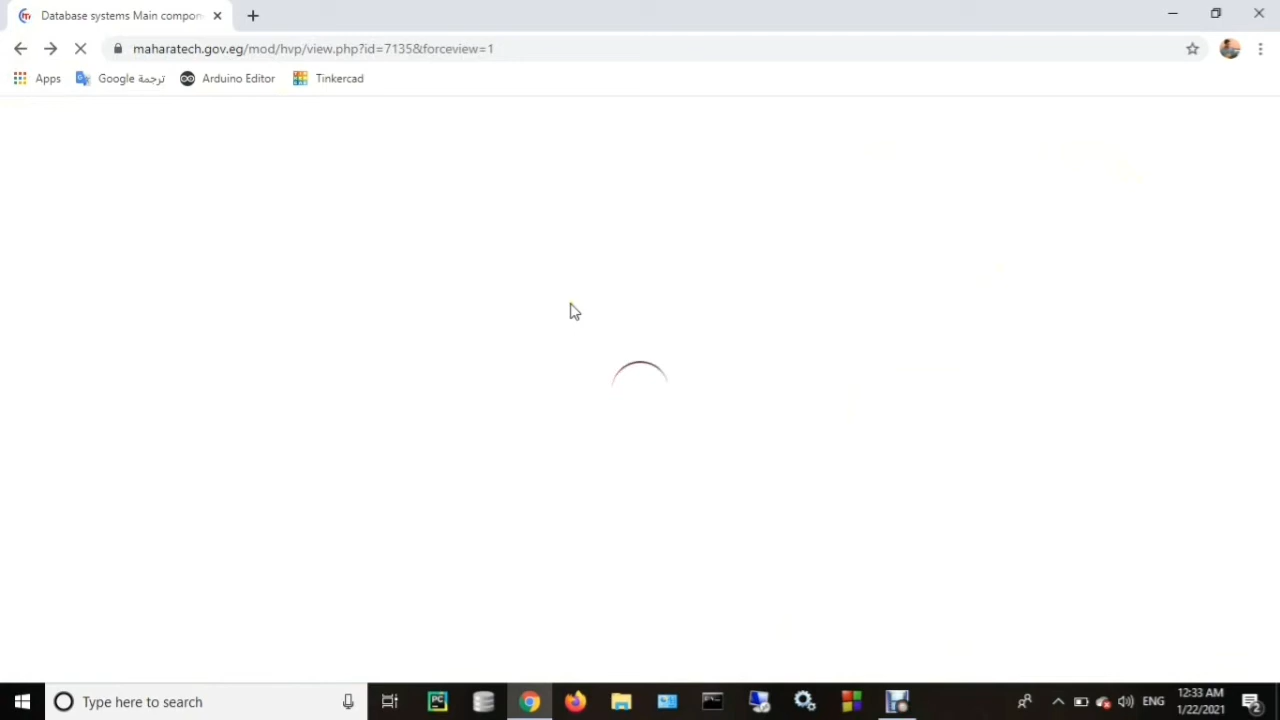 Database systems Main compon
maharatech.gov.eg/mod/hvp/view.php?id=7135&forceview=1
Apps
ترجمة Google
Arduino Editor
Tinkercad
Type here to search
ENG
12:33 AM
1/22/2021
2